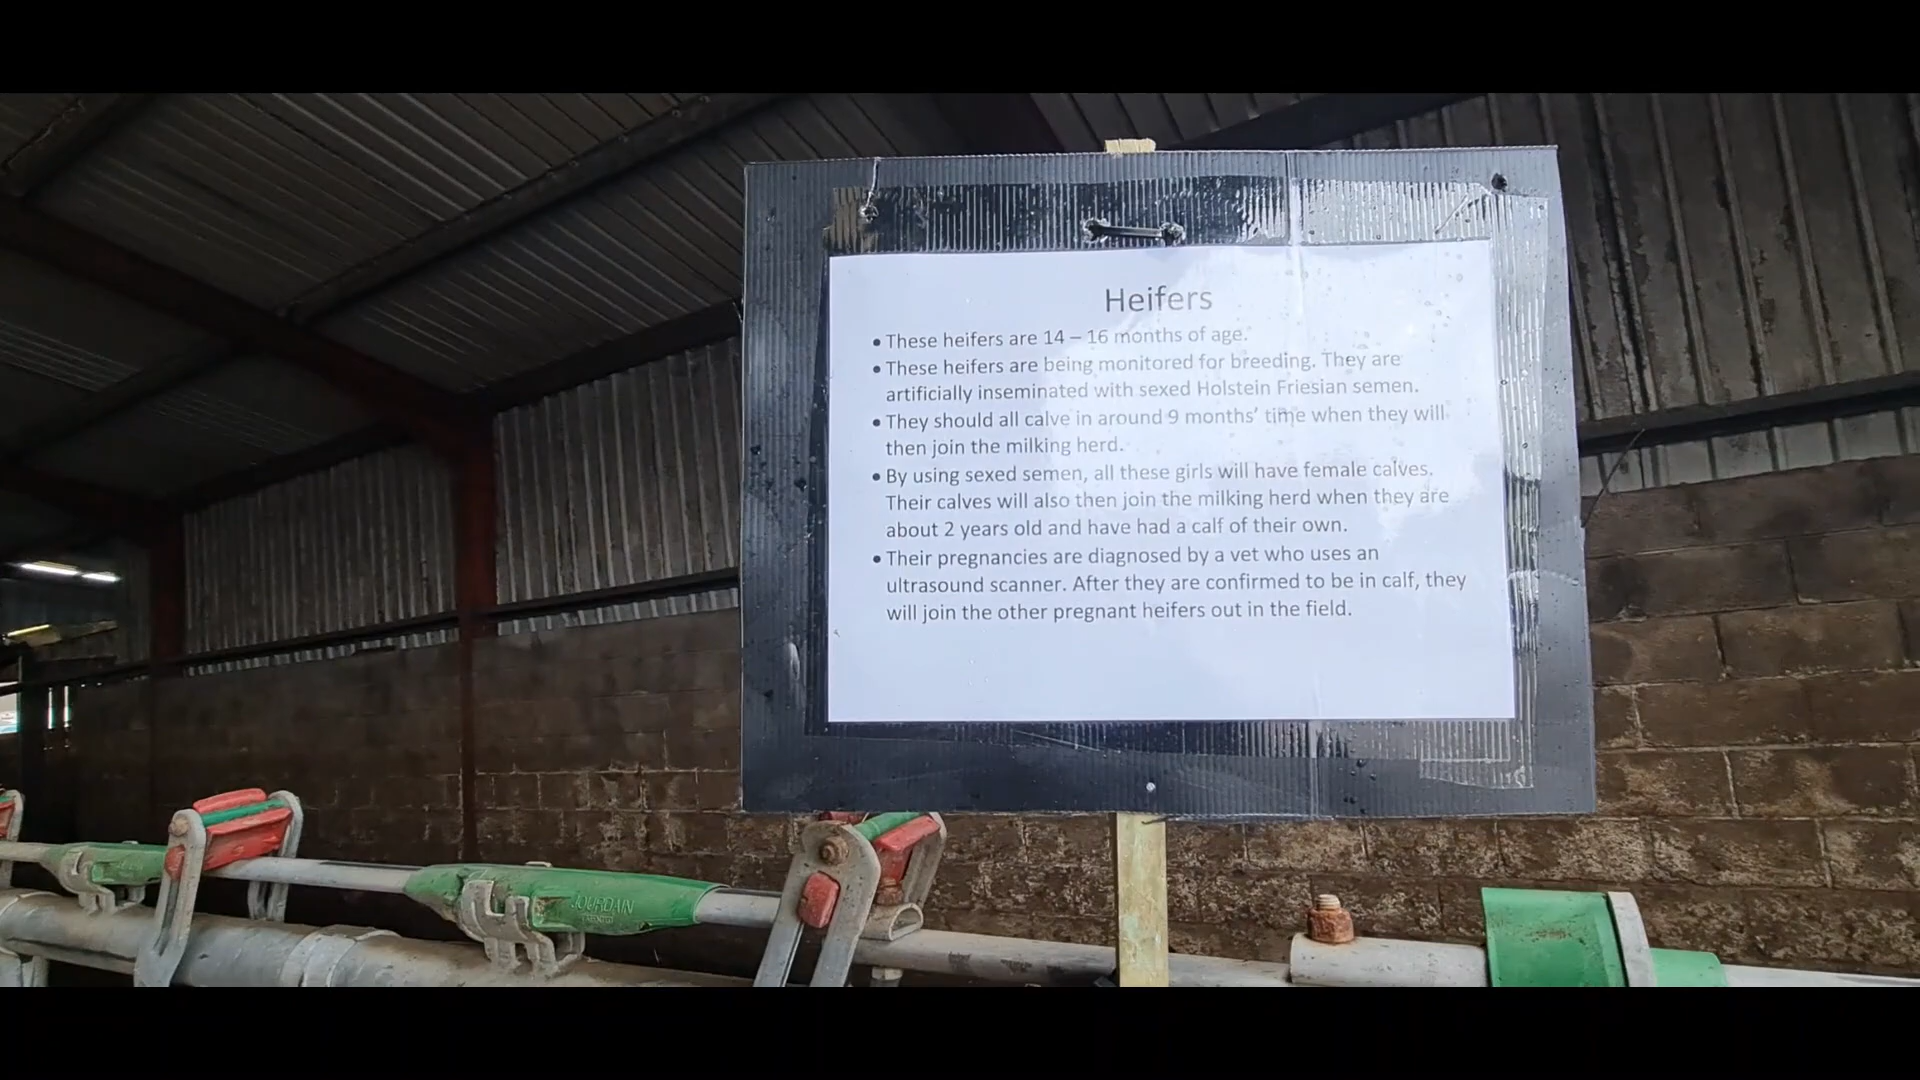 Heifers
• These heifers are 14 – 16 months of age.
• These heifers are being monitored for breeding. They are
artificially inseminated with sexed Holstein Friesian semen.
• They should all calve in around 9 months’ time when they will
then join the milking herd.
• By using sexed semen, all these girls will have female calves.
Their calves will also then join the milking herd when they are
about 2 years old and have had a calf of their own.
• Their pregnancies are diagnosed by a vet who uses an
ultrasound scanner. After they are confirmed to be in calf, they
will join the other pregnant heifers out in the field.
JOURDAIN